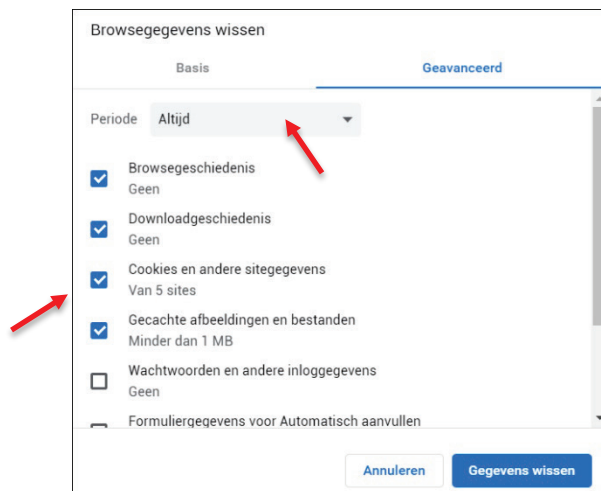 Browsegegevens wissen
Basis Geavanceerd
Periode Altijd
Browsegeschiedenis
Geen
Downloadgeschiedenis
Geen
Cookies en andere sitegegevens
Van 5 sites
Gecachte afbeeldingen en bestanden
Minder dan 1 MB
Wachtwoorden en andere inloggegevens
Geen
Formuliergegevens voor Automatisch aanvullen
Annuleren Gegevens wissen